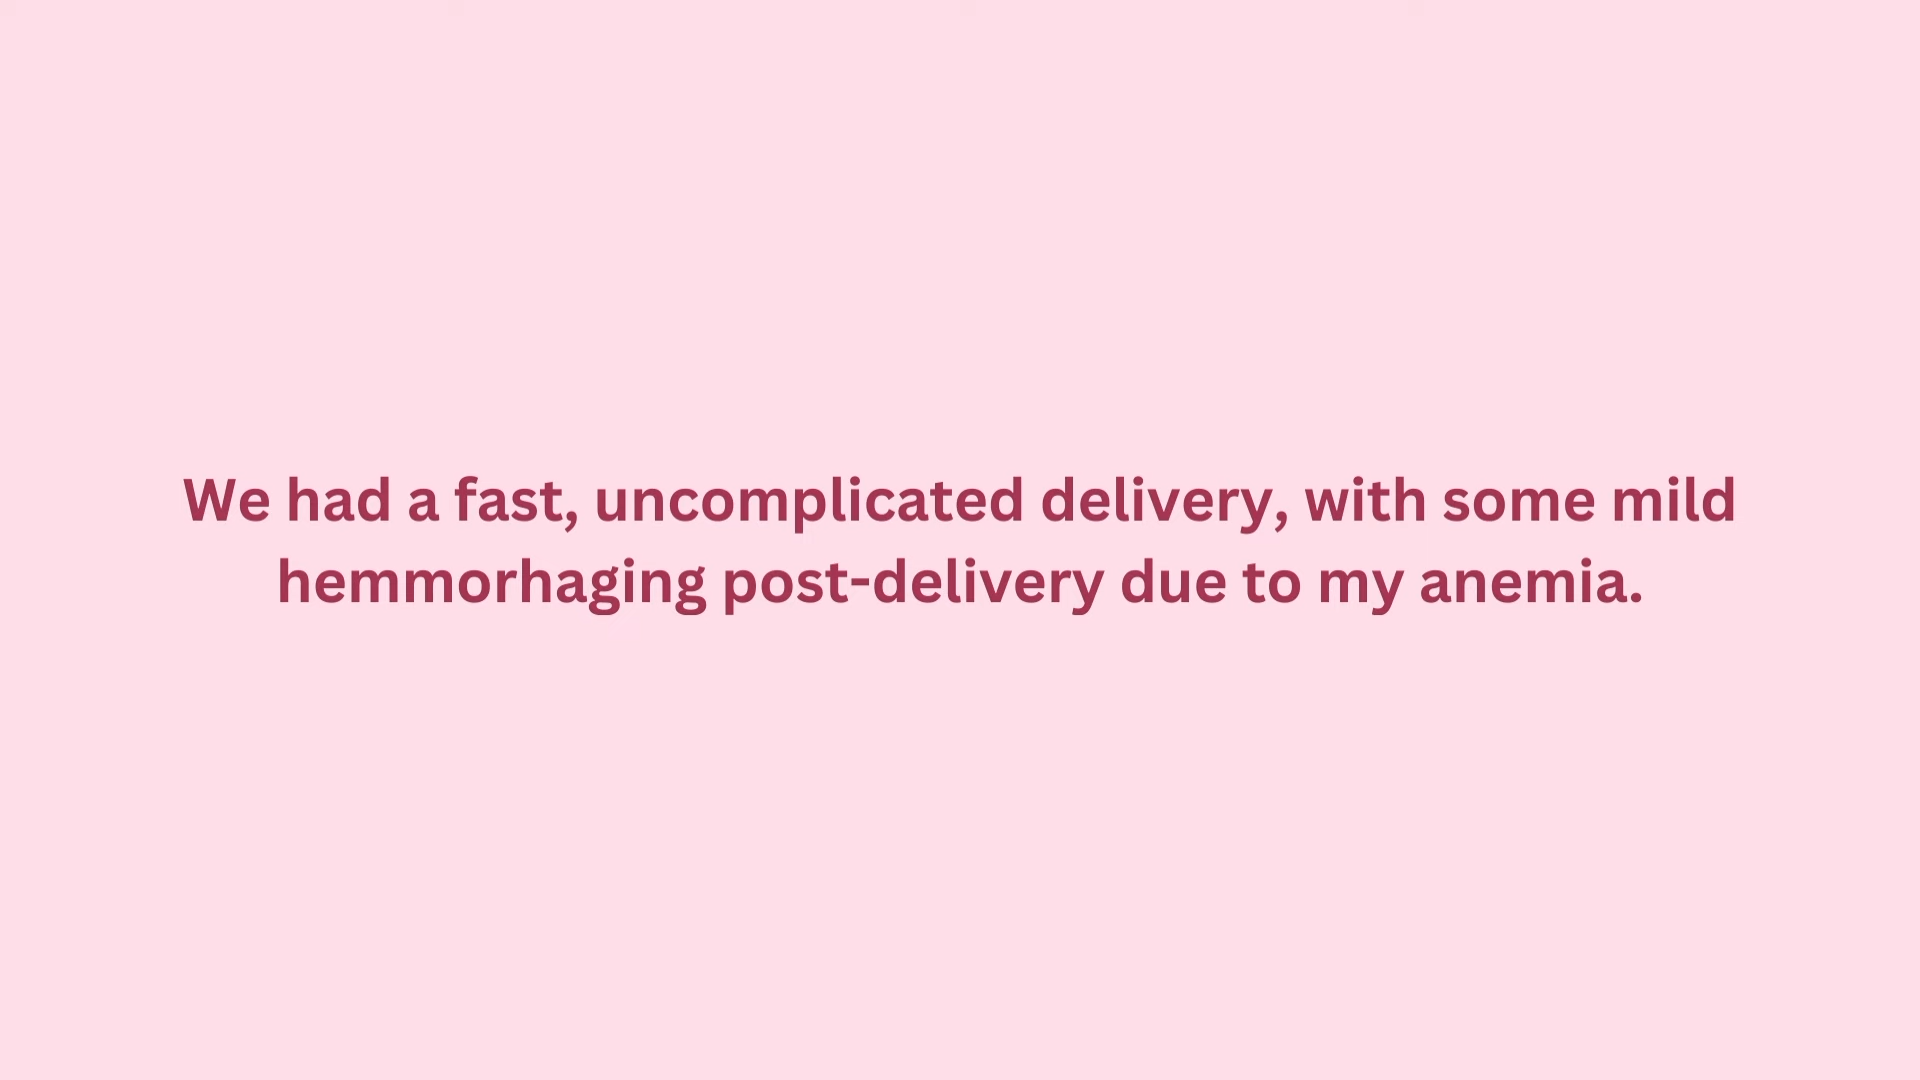 We had a fast, uncomplicated delivery, with some mild
hemmorhaging post-delivery due to my anemia.